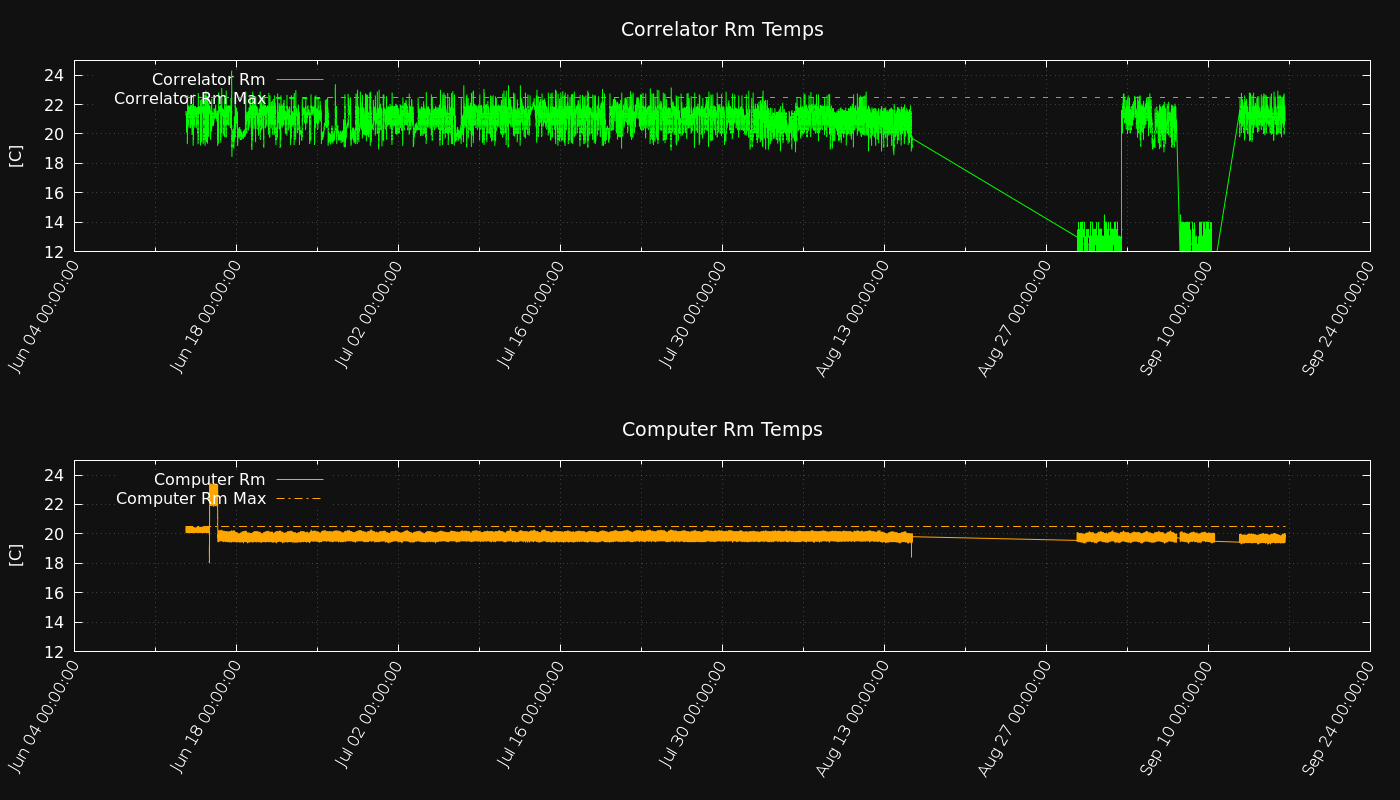 Correlator Rm Temps
Correlator Rm
Correlator Rm Max
24
22
20
18
16
14
12
[C]
Jun 04 00:00:00
Jun 18 00:00:00
Jul 02 00:00:00
Jul 16 00:00:00
Jul 30 00:00:00
Aug 13 00:00:00
Aug 27 00:00:00
Sep 10 00:00:00
Sep 24 00:00:00
Computer Rm Temps
Computer Rm
Computer Rm Max
24
22
20
18
16
14
12
[C]
Jun 04 00:00:00
Jun 18 00:00:00
Jul 02 00:00:00
Jul 16 00:00:00
Jul 30 00:00:00
Aug 13 00:00:00
Aug 27 00:00:00
Sep 10 00:00:00
Sep 24 00:00:00